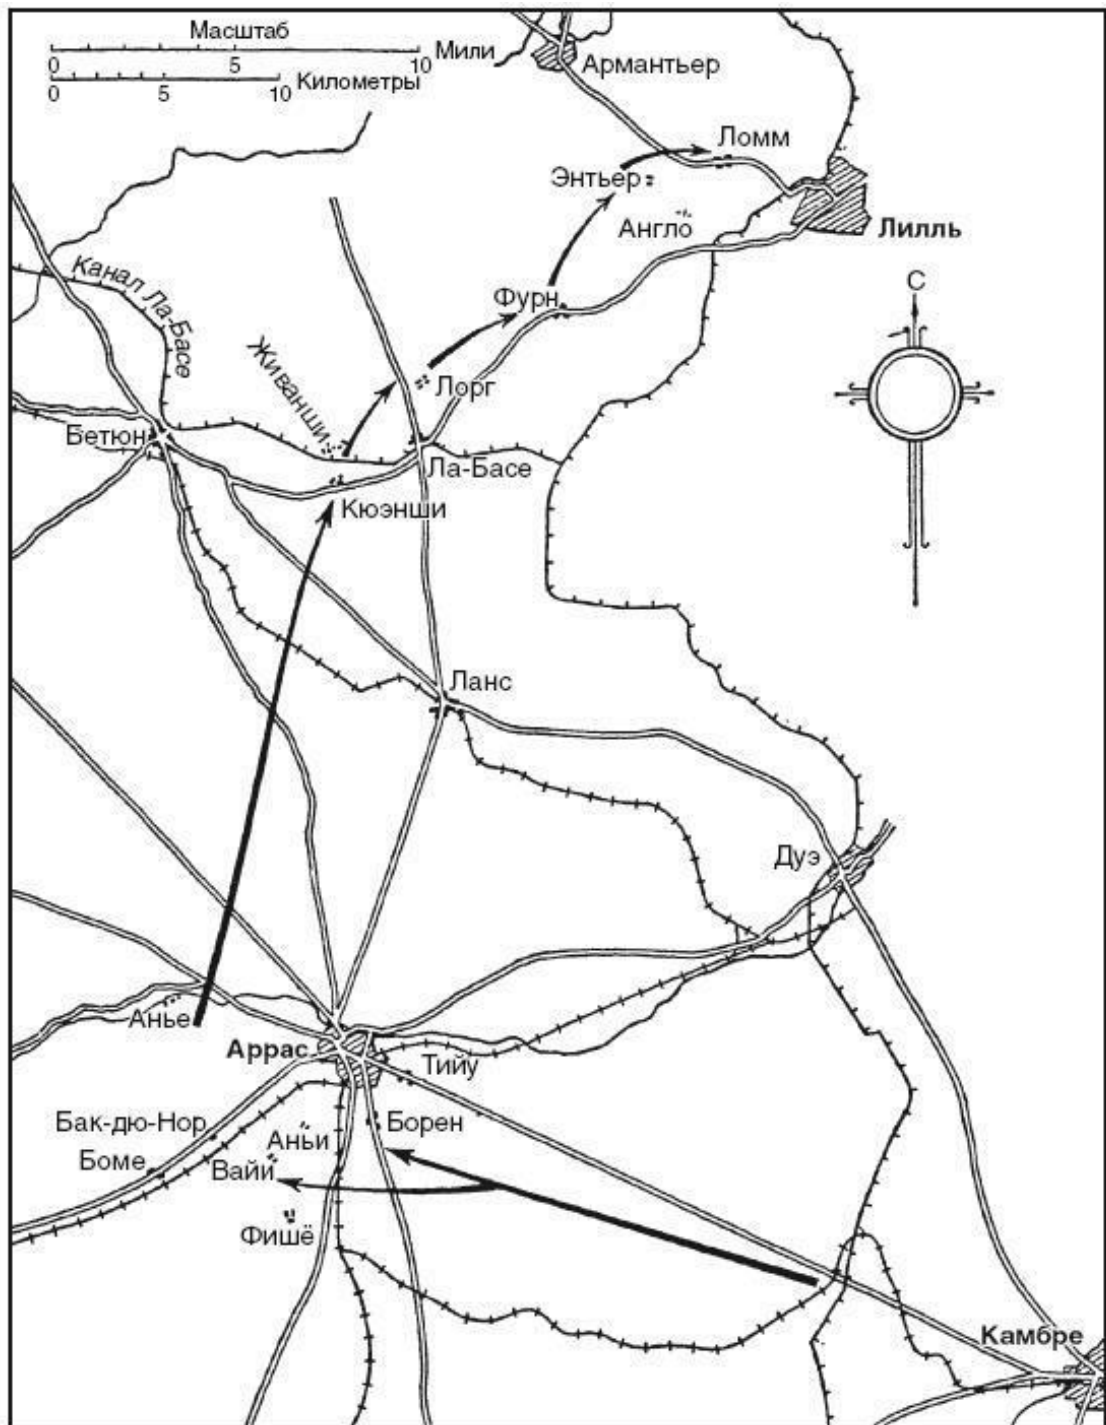 Масштаб
Мили
0 5 10
Километры
0 5 10
Армантьер
Ломм
Энтьер
Англо
Лилль
Канал Ла-Басе
Фурн
С
Живанши
Лорг
Бетюн
Ла-Басе
Кюэнши
Ланс
Дуэ
Анье
Аррас
Тийу
Бак-дю-Нор
Аньи
Борен
Боме
Вайи
Фишё
Камбре